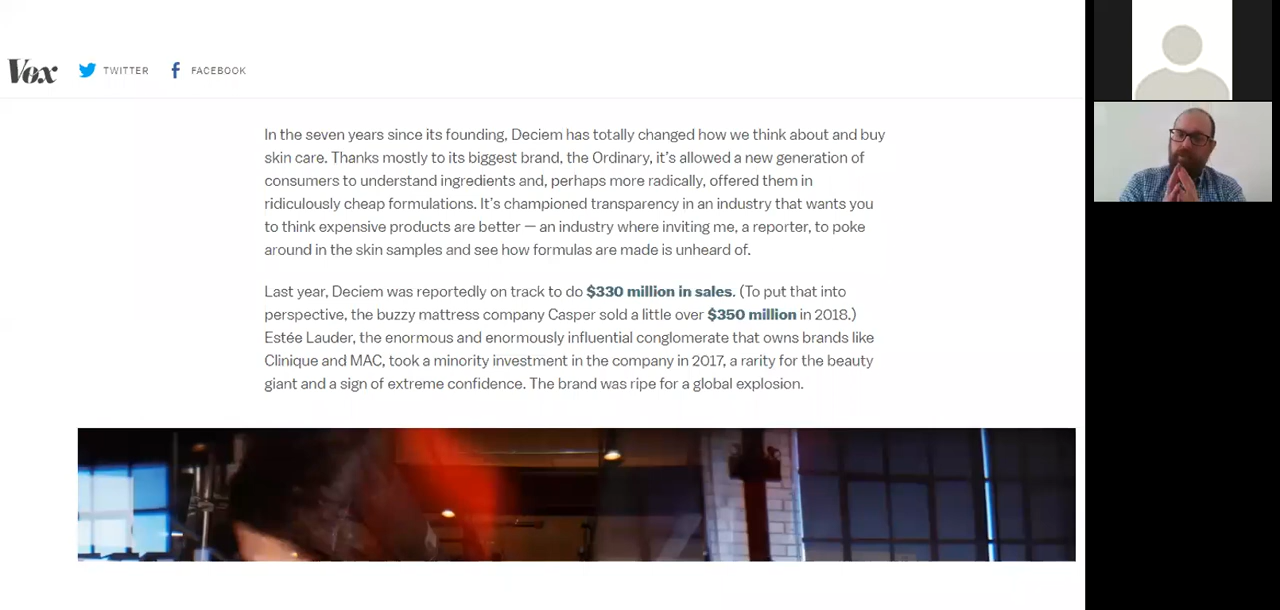 Vox TWITTER FACEBOOK
In the seven years since its founding, Deciem has totally changed how we think about and buy
skin care. Thanks mostly to its biggest brand, the Ordinary, it’s allowed a new generation of
consumers to understand ingredients and, perhaps more radically, offered them in
ridiculously cheap formulations. It’s championed transparency in an industry that wants you
to think expensive products are better — an industry where inviting me, a reporter, to poke
around in the skin samples and see how formulas are made is unheard of.
Last year, Deciem was reportedly on track to do $330 million in sales. (To put that into
perspective, the buzzy mattress company Casper sold a little over $350 million in 2018.)
Estée Lauder, the enormous and enormously influential conglomerate that owns brands like
Clinique and MAC, took a minority investment in the company in 2017, a rarity for the beauty
giant and a sign of extreme confidence. The brand was ripe for a global explosion.